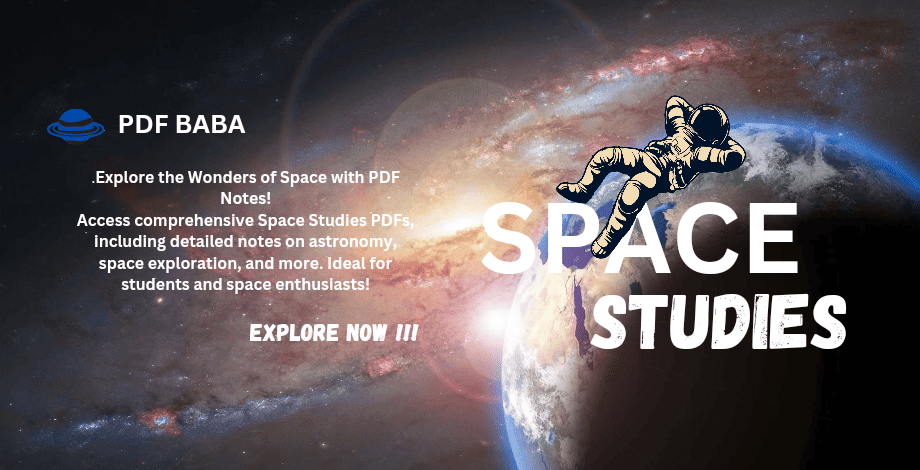 PDF BABA
.Explore the Wonders of Space with PDF
Notes!
Access comprehensive Space Studies PDFs,
including detailed notes on astronomy,
space exploration, and more. Ideal for
students and space enthusiasts!
EXPLORE NOW !!!
SPACE
STUDIES